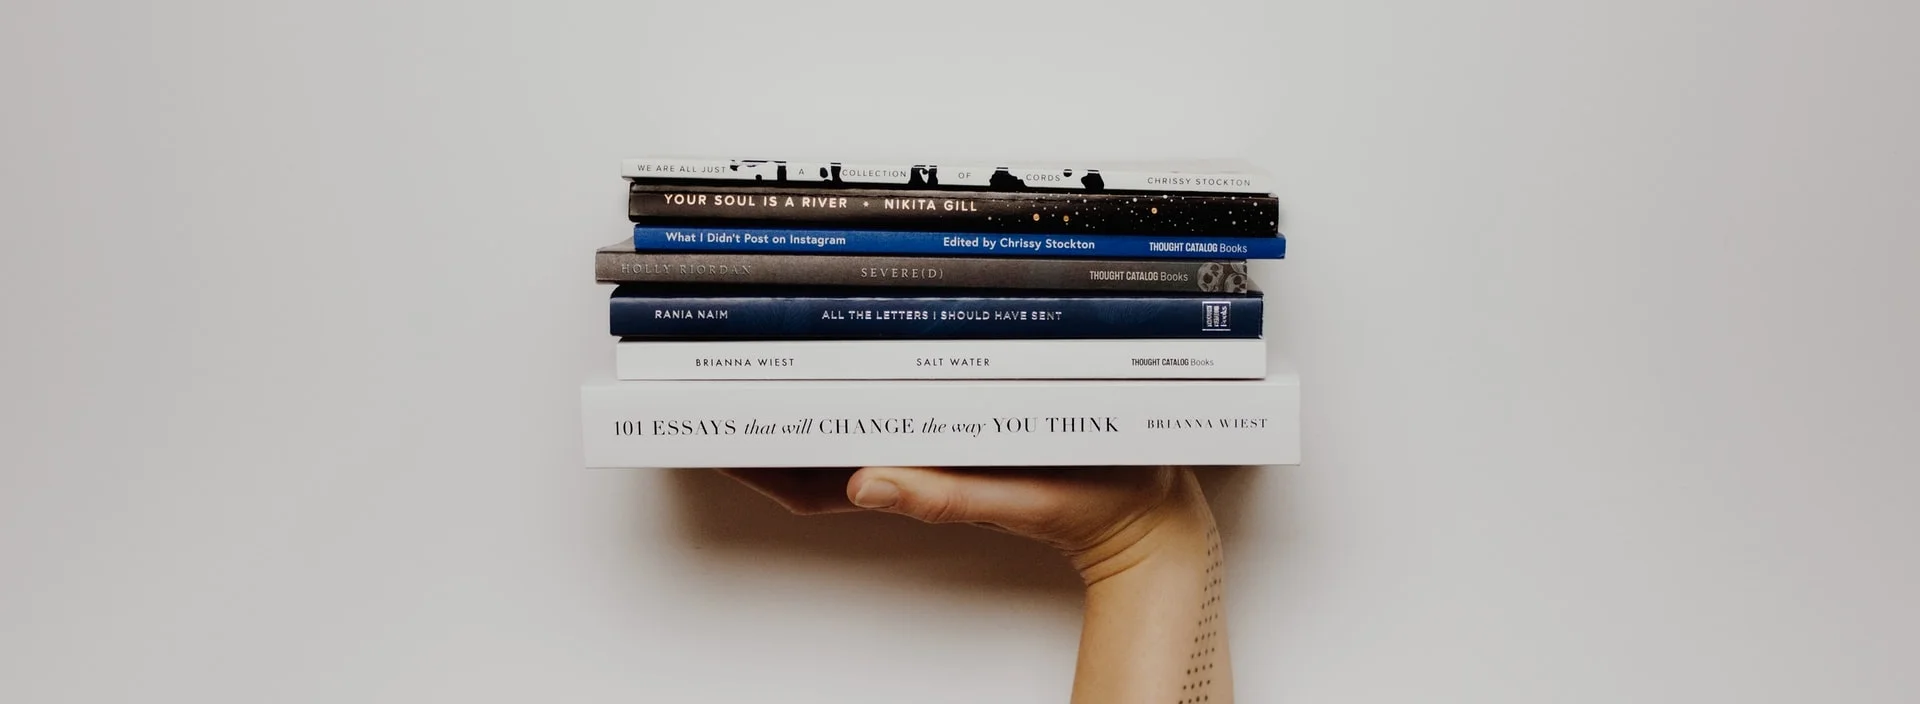 WE ARE ALL JUST A COLLECTION OF CORDS CHRISSY STOCKTON
YOUR SOUL IS A RIVER • NIKITA GILL
What I Didn't Post on Instagram Edited by Chrissy Stockton THOUGHT CATALOG Books
HOLLY RIORDAN SEVERE(D) THOUGHT CATALOG Books
RANIA NAIM ALL THE LETTERS I SHOULD HAVE SENT Books
BRIANNA WIEST SALT WATER THOUGHT CATALOG Books
101 ESSAYS that will CHANGE the way YOU THINK BRIANNA WIEST